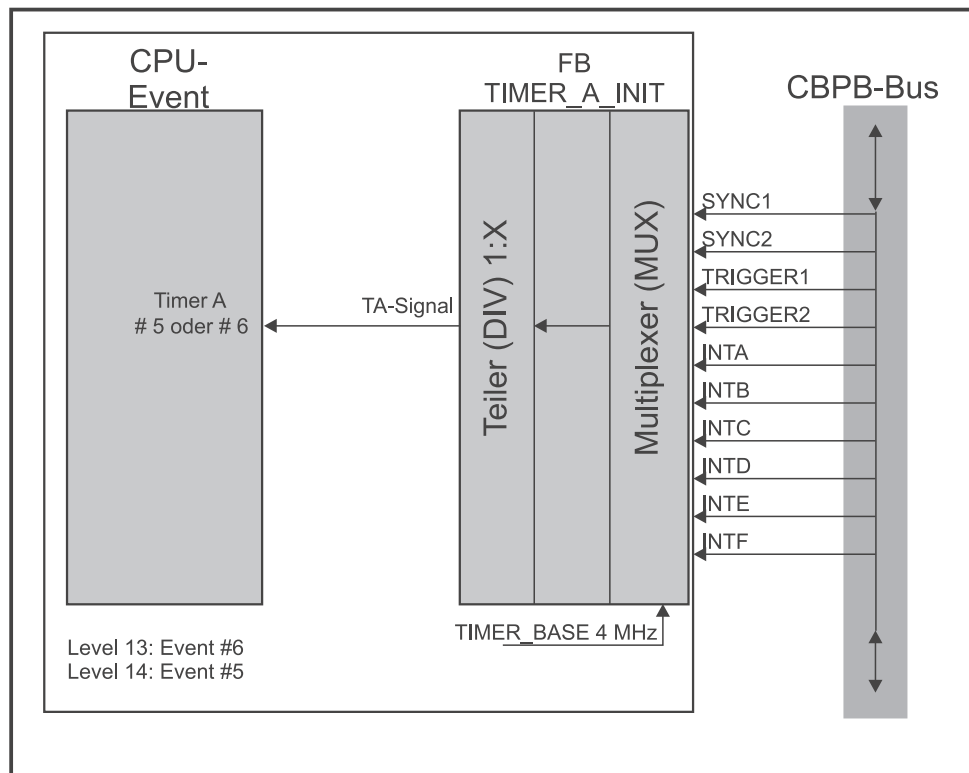 CPU-
Event
FB
TIMER_A_INIT
CBPB-Bus
Timer A
# 5 oder # 6
TA-Signal
Teiler (DIV) 1:X
Multiplexer (MUX)
SYNC1
SYNC2
TRIGGER1
TRIGGER2
INTA
INTB
INTC
INTD
INTE
INTF
TIMER_BASE 4 MHz
Level 13: Event #6
Level 14: Event #5